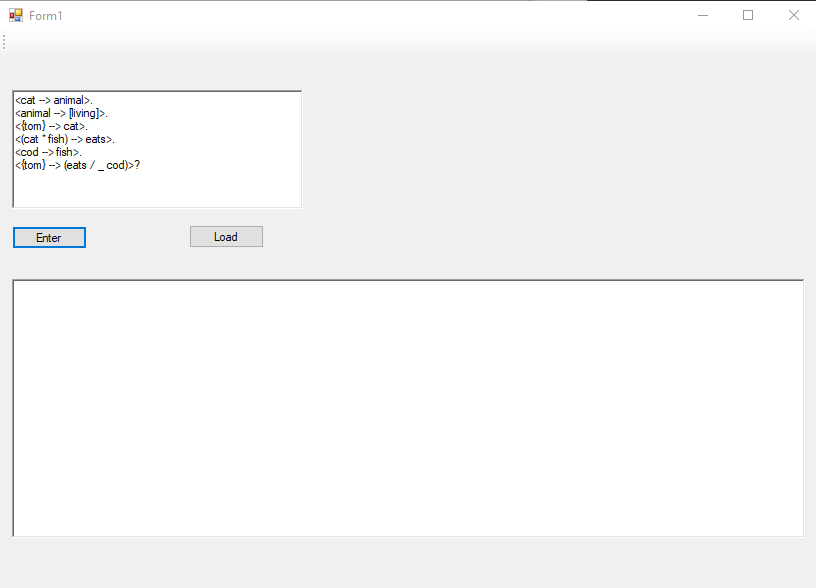 Form1
<cat --> animal>.
<animal --> [living]>.
<{tom} --> cat>.
<(cat * fish) --> eats>.
<cod --> fish>.
<{tom} --> (eats / _ cod)>?
Enter
Load